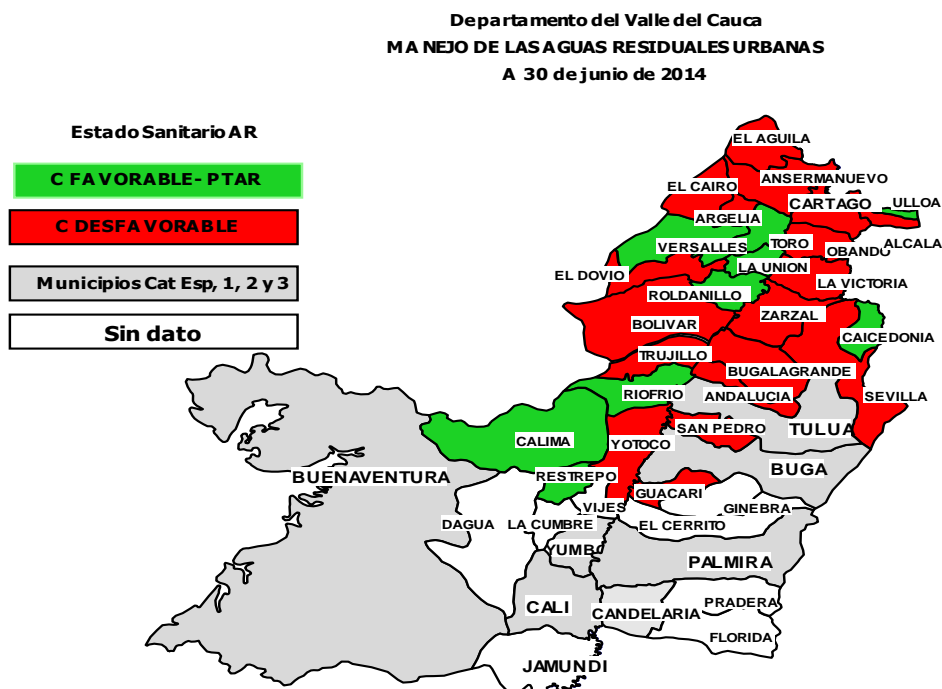 Departamento del Valle del Cauca
MANEJO DE LAS AGUAS RESIDUALES URBANAS
A 30 de junio de 2014
Estado Sanitario AR
C FAVORABLE- PTAR
C DESFAVORABLE
Municipios Cat Esp, 1, 2 y 3
Sin dato
EL AGUILA
ANSERMANUEVO
EL CAIRO
CARTAGO
ULLOA
ARGELIA
VERSALLES
TORO
OBANDO
ALCALA
LA UNION
EL DOVIO
LA VICTORIA
ROLDANILLO
BOLIVAR
ZARZAL
CAICEDONIA
TRUJILLO
BUGALAGRANDE
RIOFRIO
ANDALUCIA
SEVILLA
CALIMA
YOTOCO
SAN PEDRO
TULUA
BUENAVENTURA
RESTREPO
BUGA
GUACARI
VIJES
GINEBRA
DAGUA
LA CUMBRE
EL CERRITO
YUMBO
PALMIRA
CALI
CANDELARIA
PRADERA
FLORIDA
JAMUNDI